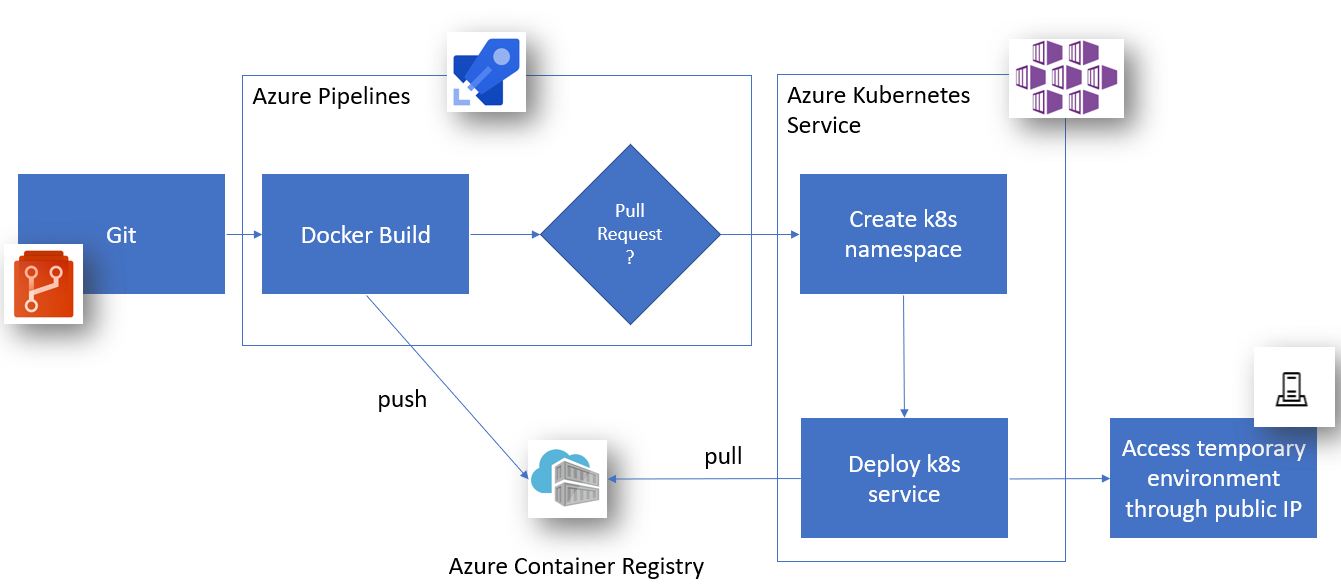 Azure Pipelines
Azure Kubernetes
Service
Git
Docker Build
Pull
Request
?
Create k8s
namespace
push
pull
Deploy k8s
service
Access temporary
environment
through public IP
Azure Container Registry